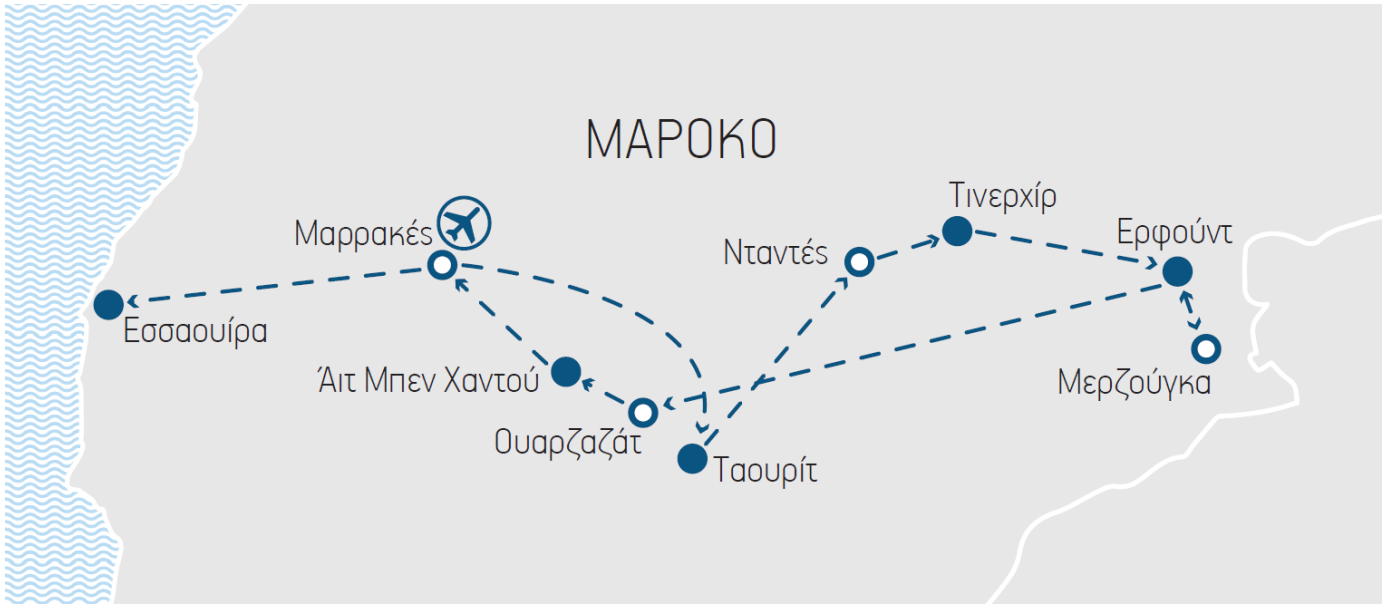 ΜΑΡΟΚΟ
Τινερχίρ
Μαρρακές
Νταντές
Ερφούντ
Εσσαουίρα
Άιτ Μπεν Χαντού
Μερζούγκα
Ουαρζαζάτ
Ταουρίτ